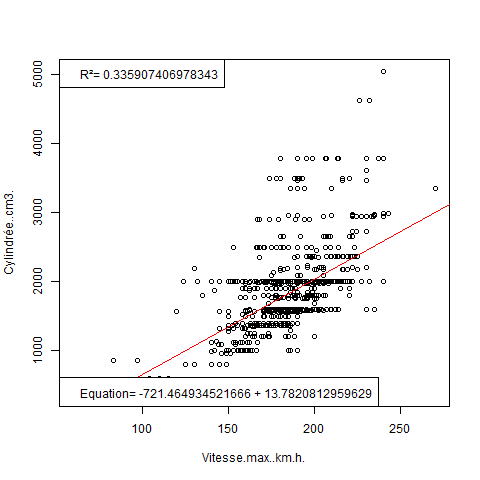 R²= 0.335907406978343
5000
4000
3000
2000
1000
Cylindrée..cm3.
Equation= -721.464934521666 + 13.7820812959629
100
150
200
250
Vitesse.max..km.h.